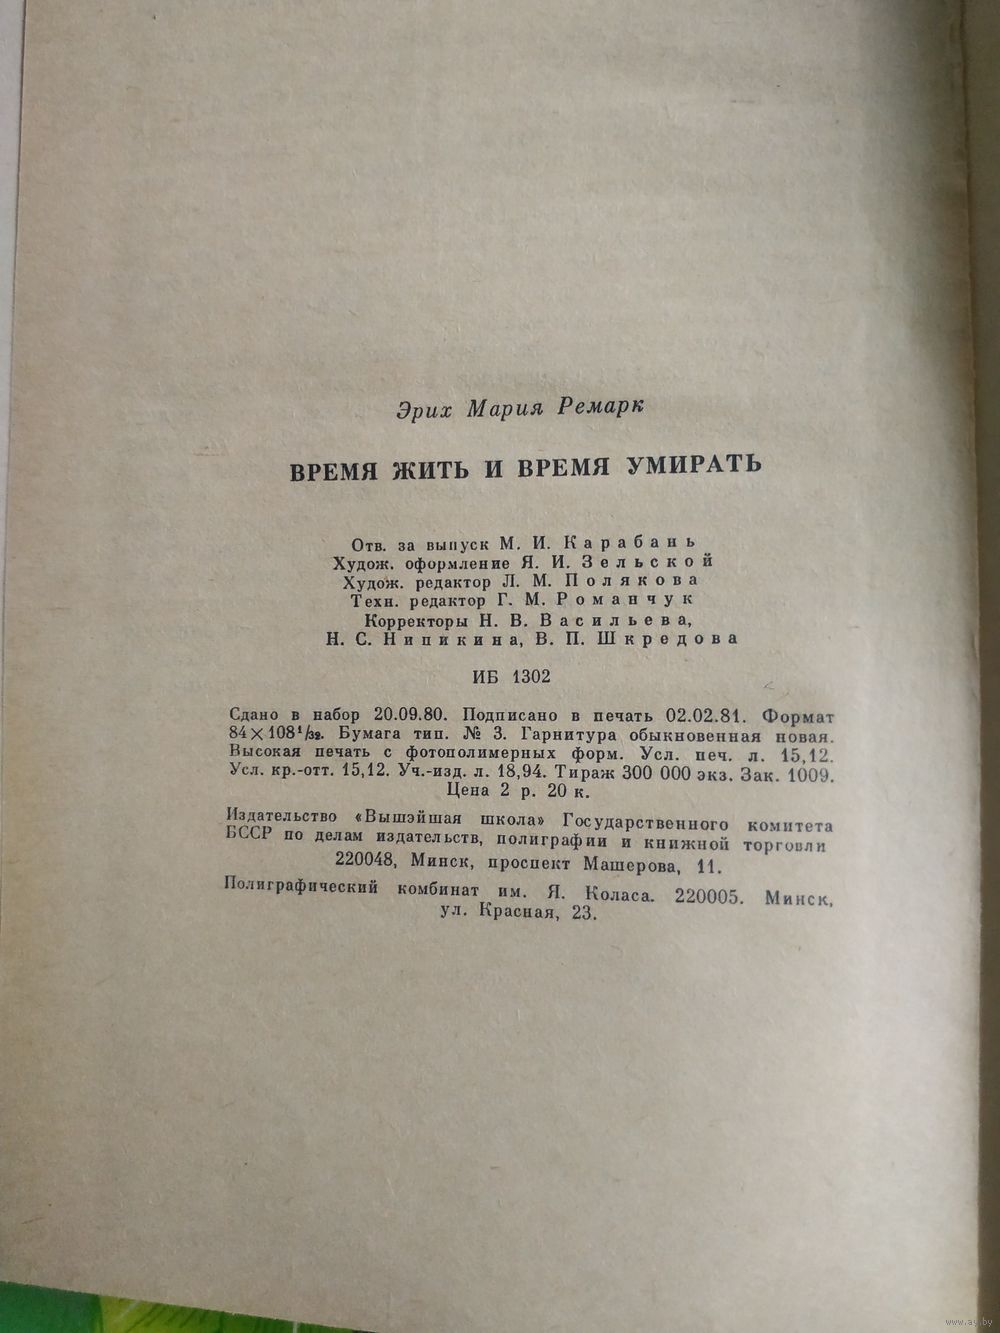 Эрих Мария Ремарк
ВРЕМЯ ЖИТЬ И ВРЕМЯ УМИРАТЬ
Отв. за выпуск М. И. Карабань
Худож. оформление Я. И. Зельской
Худож. редактор Л. М. Полякова
Техн. редактор Г. М. Романчук
Корректоры Н. В. Васильева,
Н. С. Нипикина, В. П. Шкредова
ИБ 1302
Сдано в набор 20.09.80. Подписано в печать 02.02.81. Формат
84×108¹/₃₂. Бумага тип. № 3. Гарнитура обыкновенная новая.
Высокая печать с фотополимерных форм. Усл. печ. л. 15,12.
Усл. кр.-отт. 15,12. Уч.-изд. л. 18,94. Тираж 300 000 экз. Зак. 1009.
Цена 2 р. 20 к.
Издательство «Вышэйшая школа» Государственного комитета
БССР по делам издательств, полиграфии и книжной торговли
220048, Минск, проспект Машерова, 11.
Полиграфический комбинат им. Я. Коласа. 220005. Минск,
ул. Красная, 23.
www.ay.by